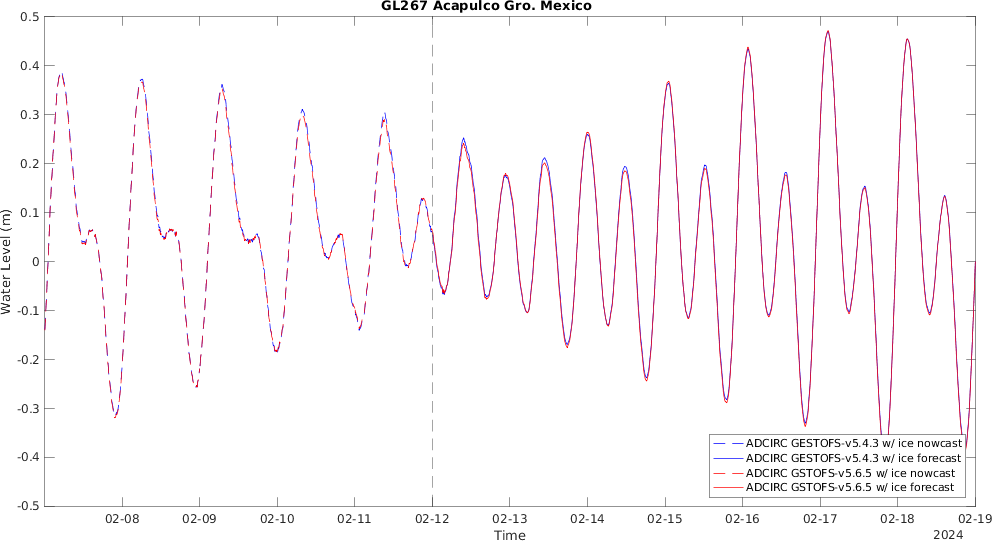 GL267 Acapulco Gro. Mexico
0.5
0.4
0.3
0.2
0.1
0
-0.1
-0.2
-0.3
-0.4
-0.5
Water Level (m)
ADCIRC GESTOFS-v5.4.3 w/ ice nowcast
ADCIRC GESTOFS-v5.4.3 w/ ice forecast
ADCIRC GSTOFS-v5.6.5 w/ ice nowcast
ADCIRC GSTOFS-v5.6.5 w/ ice forecast
02-08 02-09 02-10 02-11 02-12 02-13 02-14 02-15 02-16 02-17 02-18 02-19
Time
2024